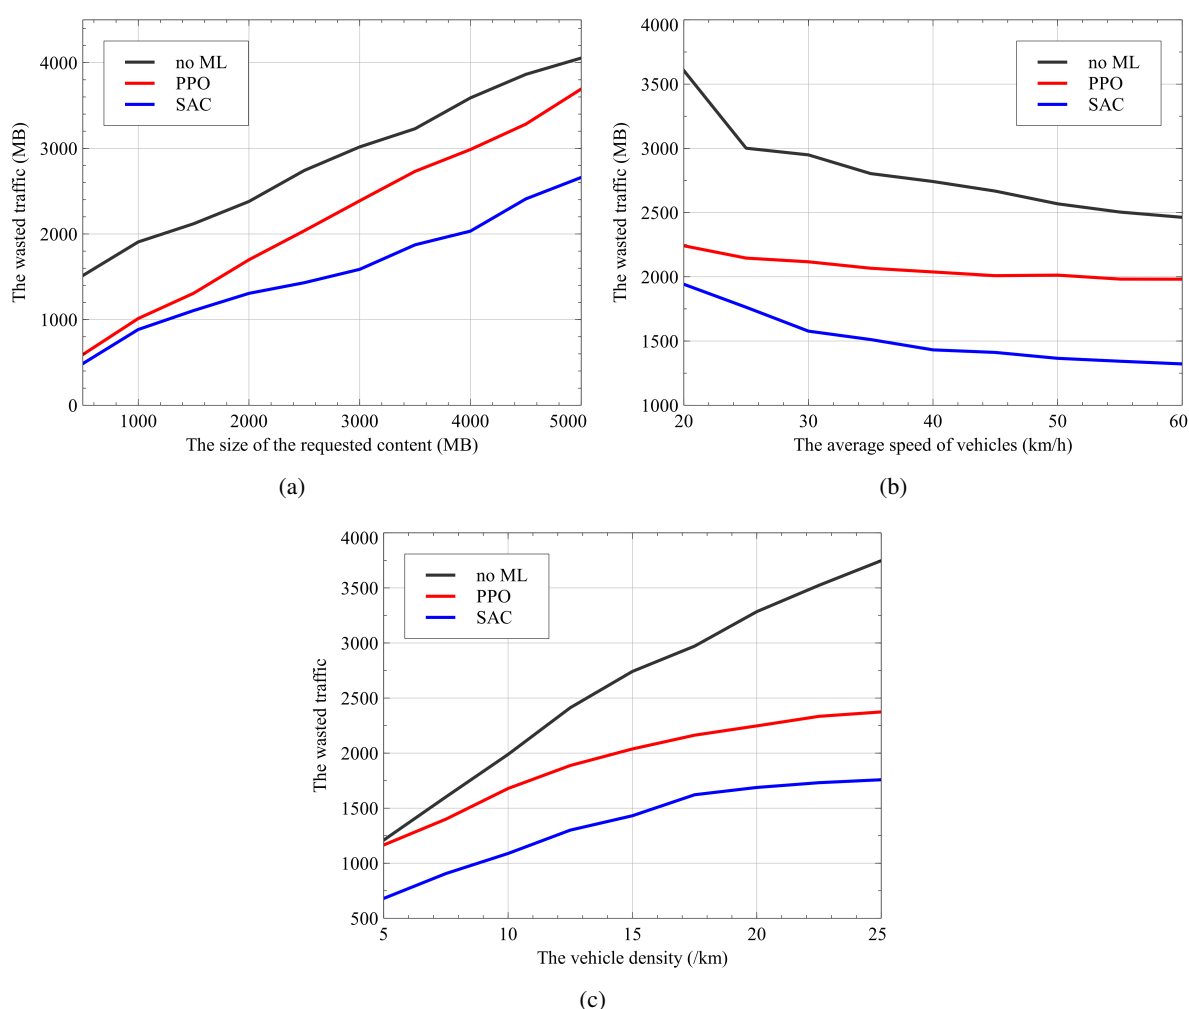 no ML
PPO
SAC
4000
3000
2000
1000
0
The wasted traffic (MB)
1000 2000 3000 4000 5000
The size of the requested content (MB)
(a)
no ML
PPO
SAC
4000
3500
3000
2500
2000
1500
1000
The wasted traffic (MB)
20 30 40 50 60
The average speed of vehicles (km/h)
(b)
no ML
PPO
SAC
4000
3500
3000
2500
2000
1500
1000
500
The wasted traffic
5 10 15 20 25
The vehicle density (/km)
(c)